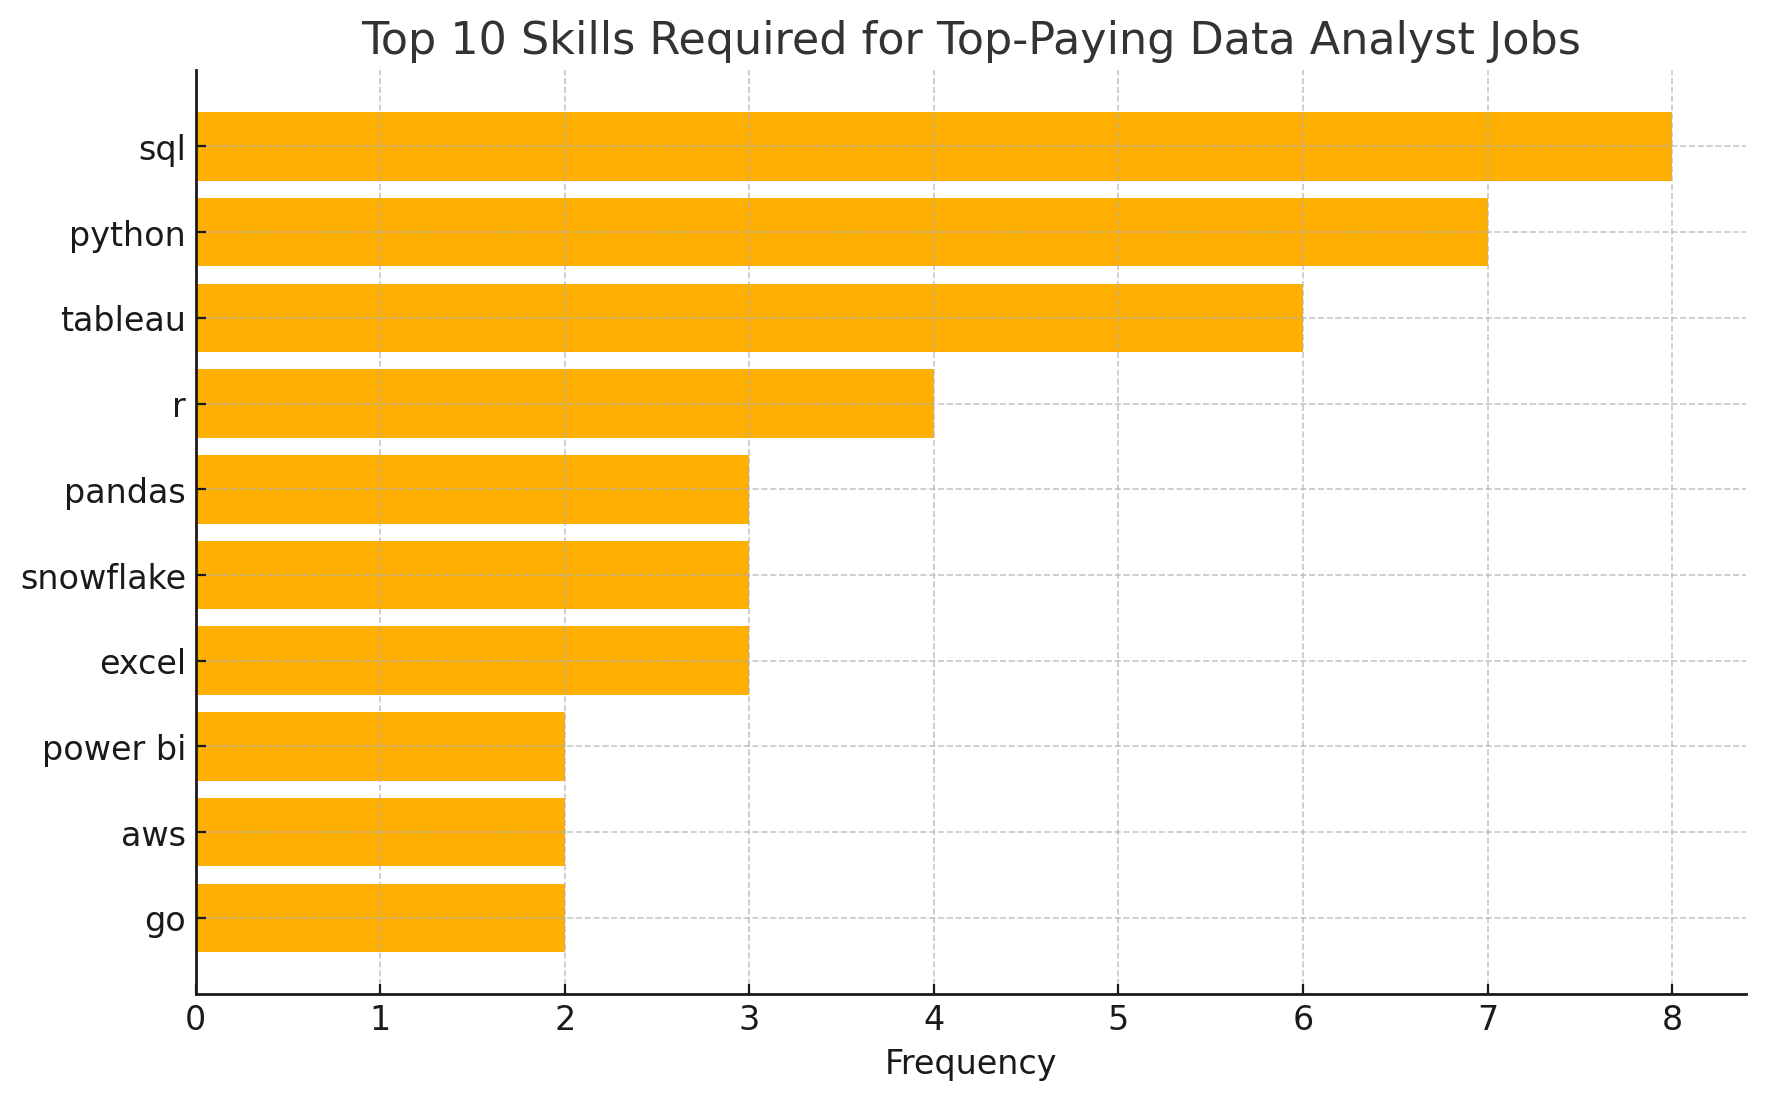 Top 10 Skills Required for Top-Paying Data Analyst Jobs
sql
python
tableau
r
pandas
snowflake
excel
power bi
aws
go
0 1 2 3 4 5 6 7 8
Frequency